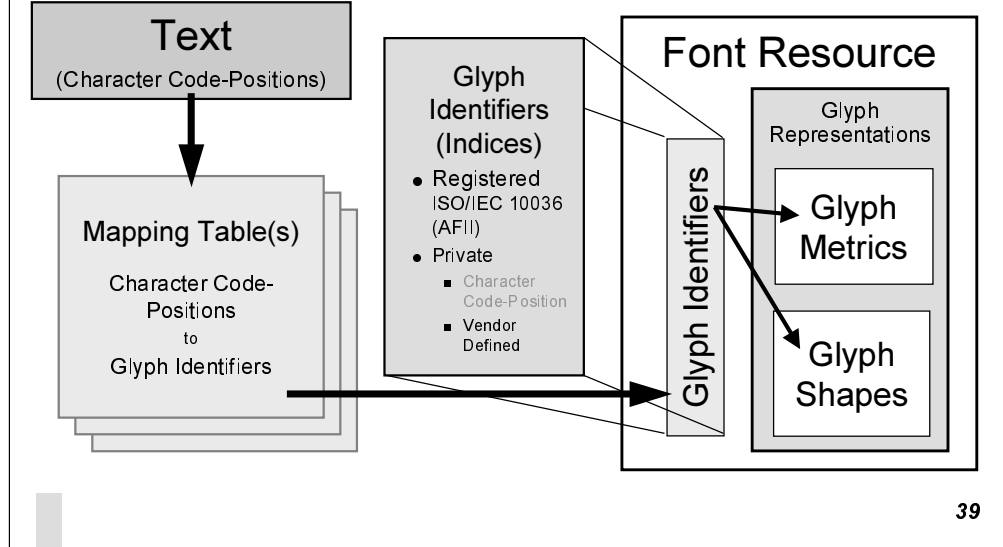 Text
(Character Code-Positions)
Mapping Table(s)
Character Code-
Positions
to
Glyph Identifiers
Glyph
Identifiers
(Indices)
● Registered
ISO/IEC 10036
(AFII)
● Private
■ Character
Code-Position
■ Vendor
Defined
Font Resource
Glyph Identifiers
Glyph
Representations
Glyph
Metrics
Glyph
Shapes
39